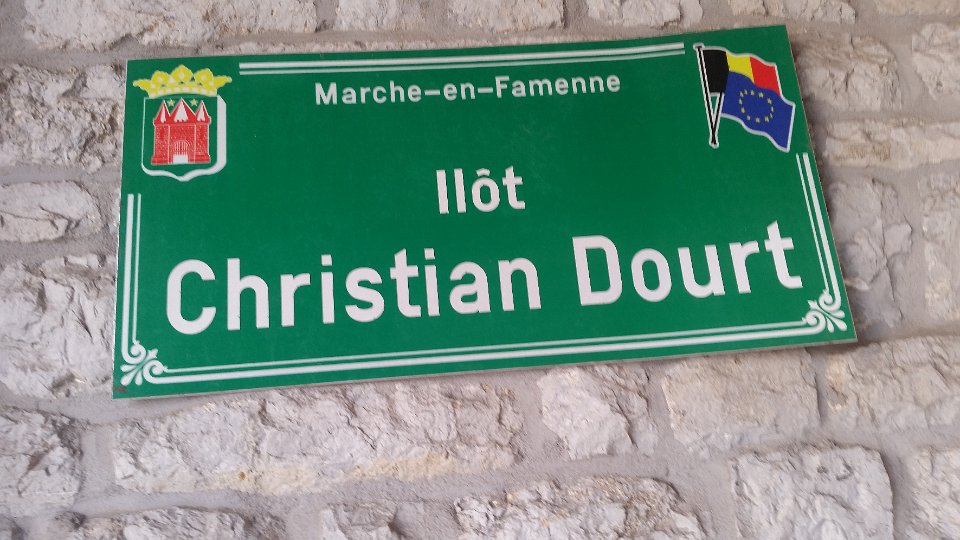 Marche-en-Famenne
Ilôt
Christian Dourt